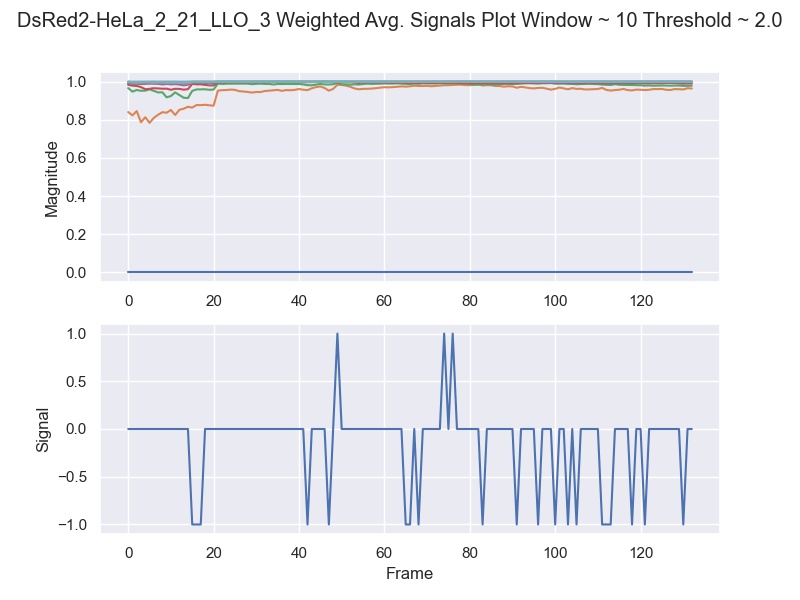 DsRed2-HeLa_2_21_LLO_3 Weighted Avg. Signals Plot Window ~ 10 Threshold ~ 2.0
1.0
0.8
0.6
0.4
0.2
0.0
Magnitude
0 20 40 60 80 100 120
1.0
0.5
0.0
−0.5
−1.0
Signal
0 20 40 60 80 100 120
Frame